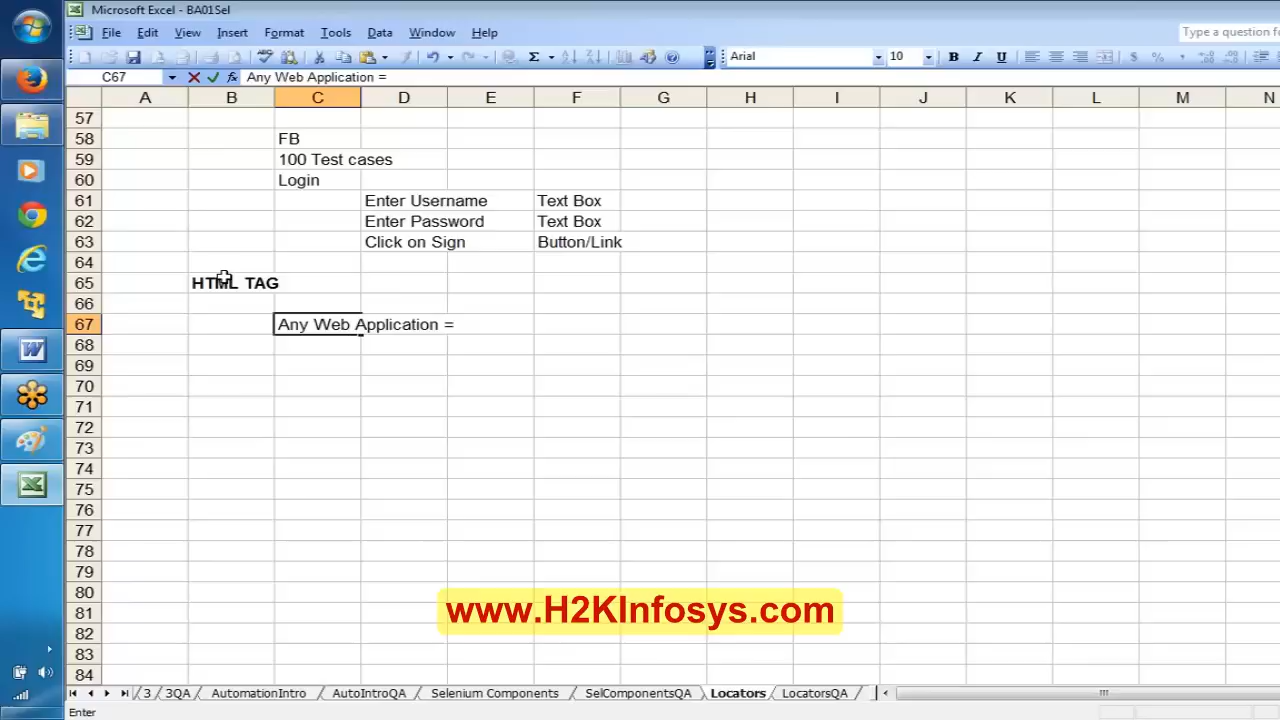 Microsoft Excel - BA01Sel
File Edit View Insert Format Tools Data Window Help
Type a question fo
Arial 10 B I U
C67 fx Any Web Application =
A B C D E F G H I J K L M N
57
58 FB
59 100 Test cases
60 Login
61 Enter Username Text Box
62 Enter Password Text Box
63 Click on Sign Button/Link
64
65 HTML TAG
66
67 Any Web Application =
68
69
70
71
72
73
74
75
76
77
78
79
80
www.H2KInfosys.com
81
82
83
84
3 3QA AutomationIntro AutoIntroQA Selenium Components SelComponentsQA Locators LocatorsQA
Enter